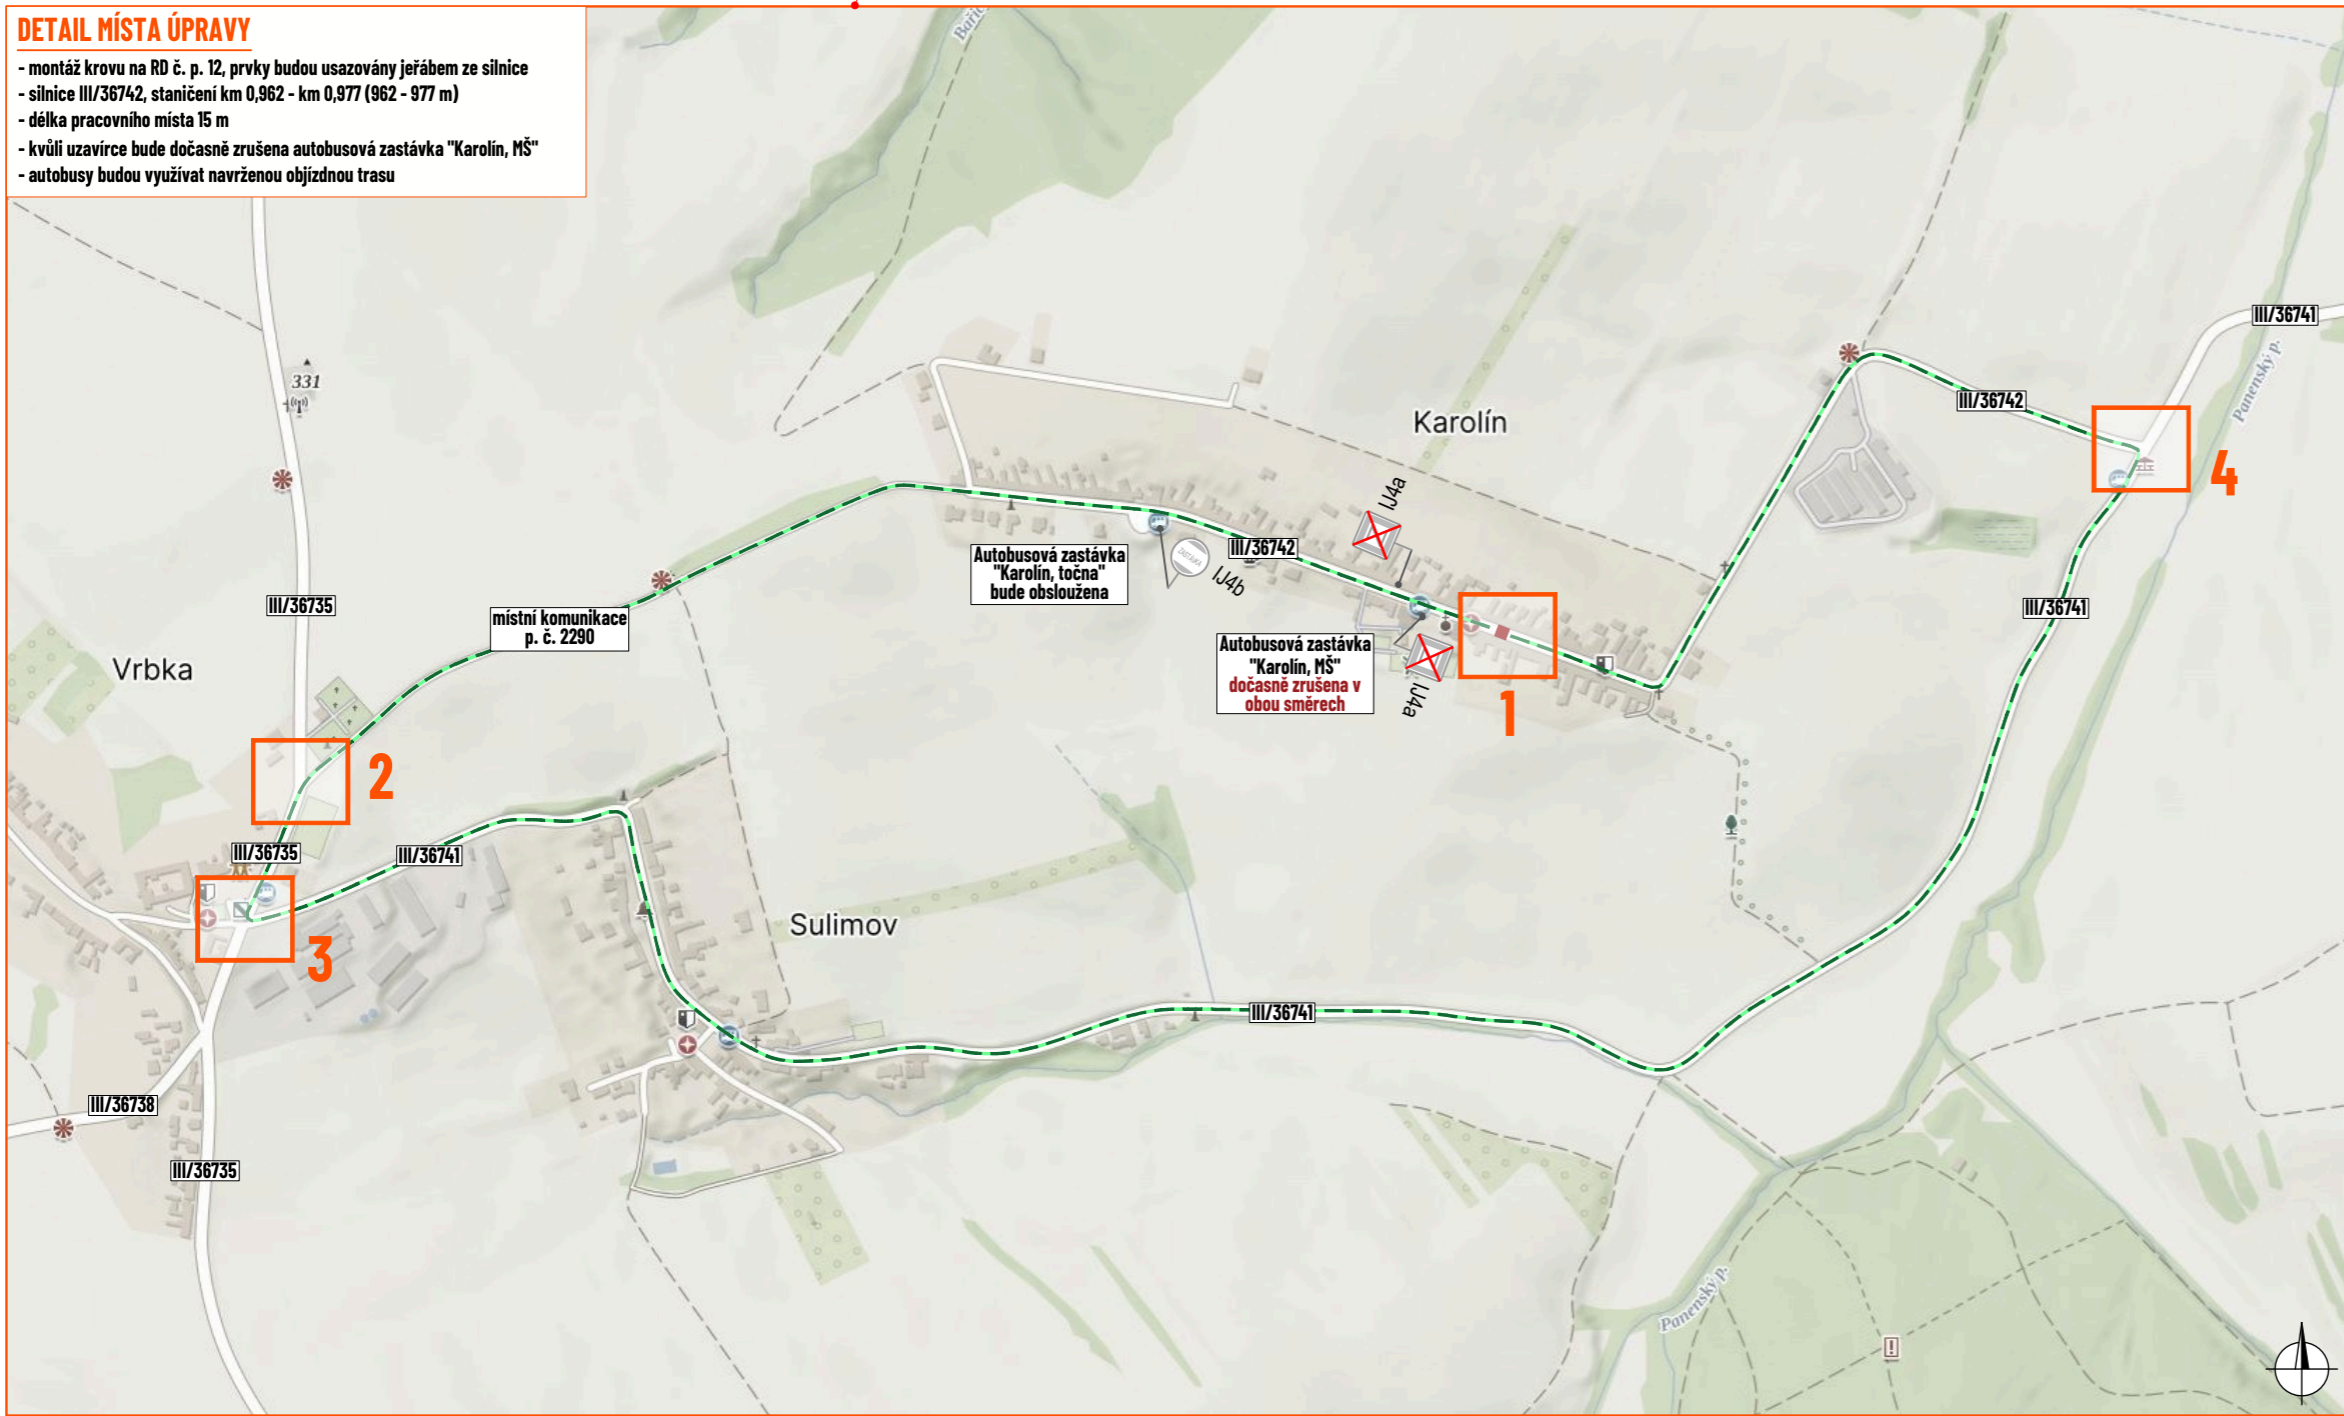 DETAIL MÍSTA ÚPRAVY
- montáž krovu na RD č. p. 12, prvky budou usazovány jeřábem ze silnice
- silnice III/36742, staničení km 0,962 - km 0,977 (962 - 977 m)
- délka pracovního místa 15 m
- kvůli uzavírce bude dočasně zrušena autobusová zastávka "Karolín, MŠ"
- autobusy budou využívat navrženou objízdnou trasu
III/36741
Panenský p.
331
III/36742
Karolín
4
IJ4a
III/36742
Autobusová zastávka
"Karolín, točna"
bude obsloužena
ZASTÁVKA
IJ4b
III/36735
místní komunikace
p. č. 2290
III/36741
Autobusová zastávka
"Karolín, MŠ"
dočasně zrušena v
obou směrech
IJ4a
1
Vrbka
2
III/36735
III/36741
Sulimov
3
III/36741
III/36738
III/36735
Panenský p.